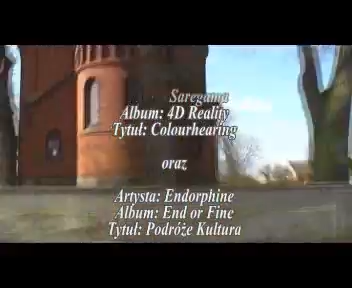 Saregama
Album: 4D Reality
Tytuł: Colourhearing
oraz
Artysta: Endorphine
Album: End or Fine
Tytuł: Podróże Kultura